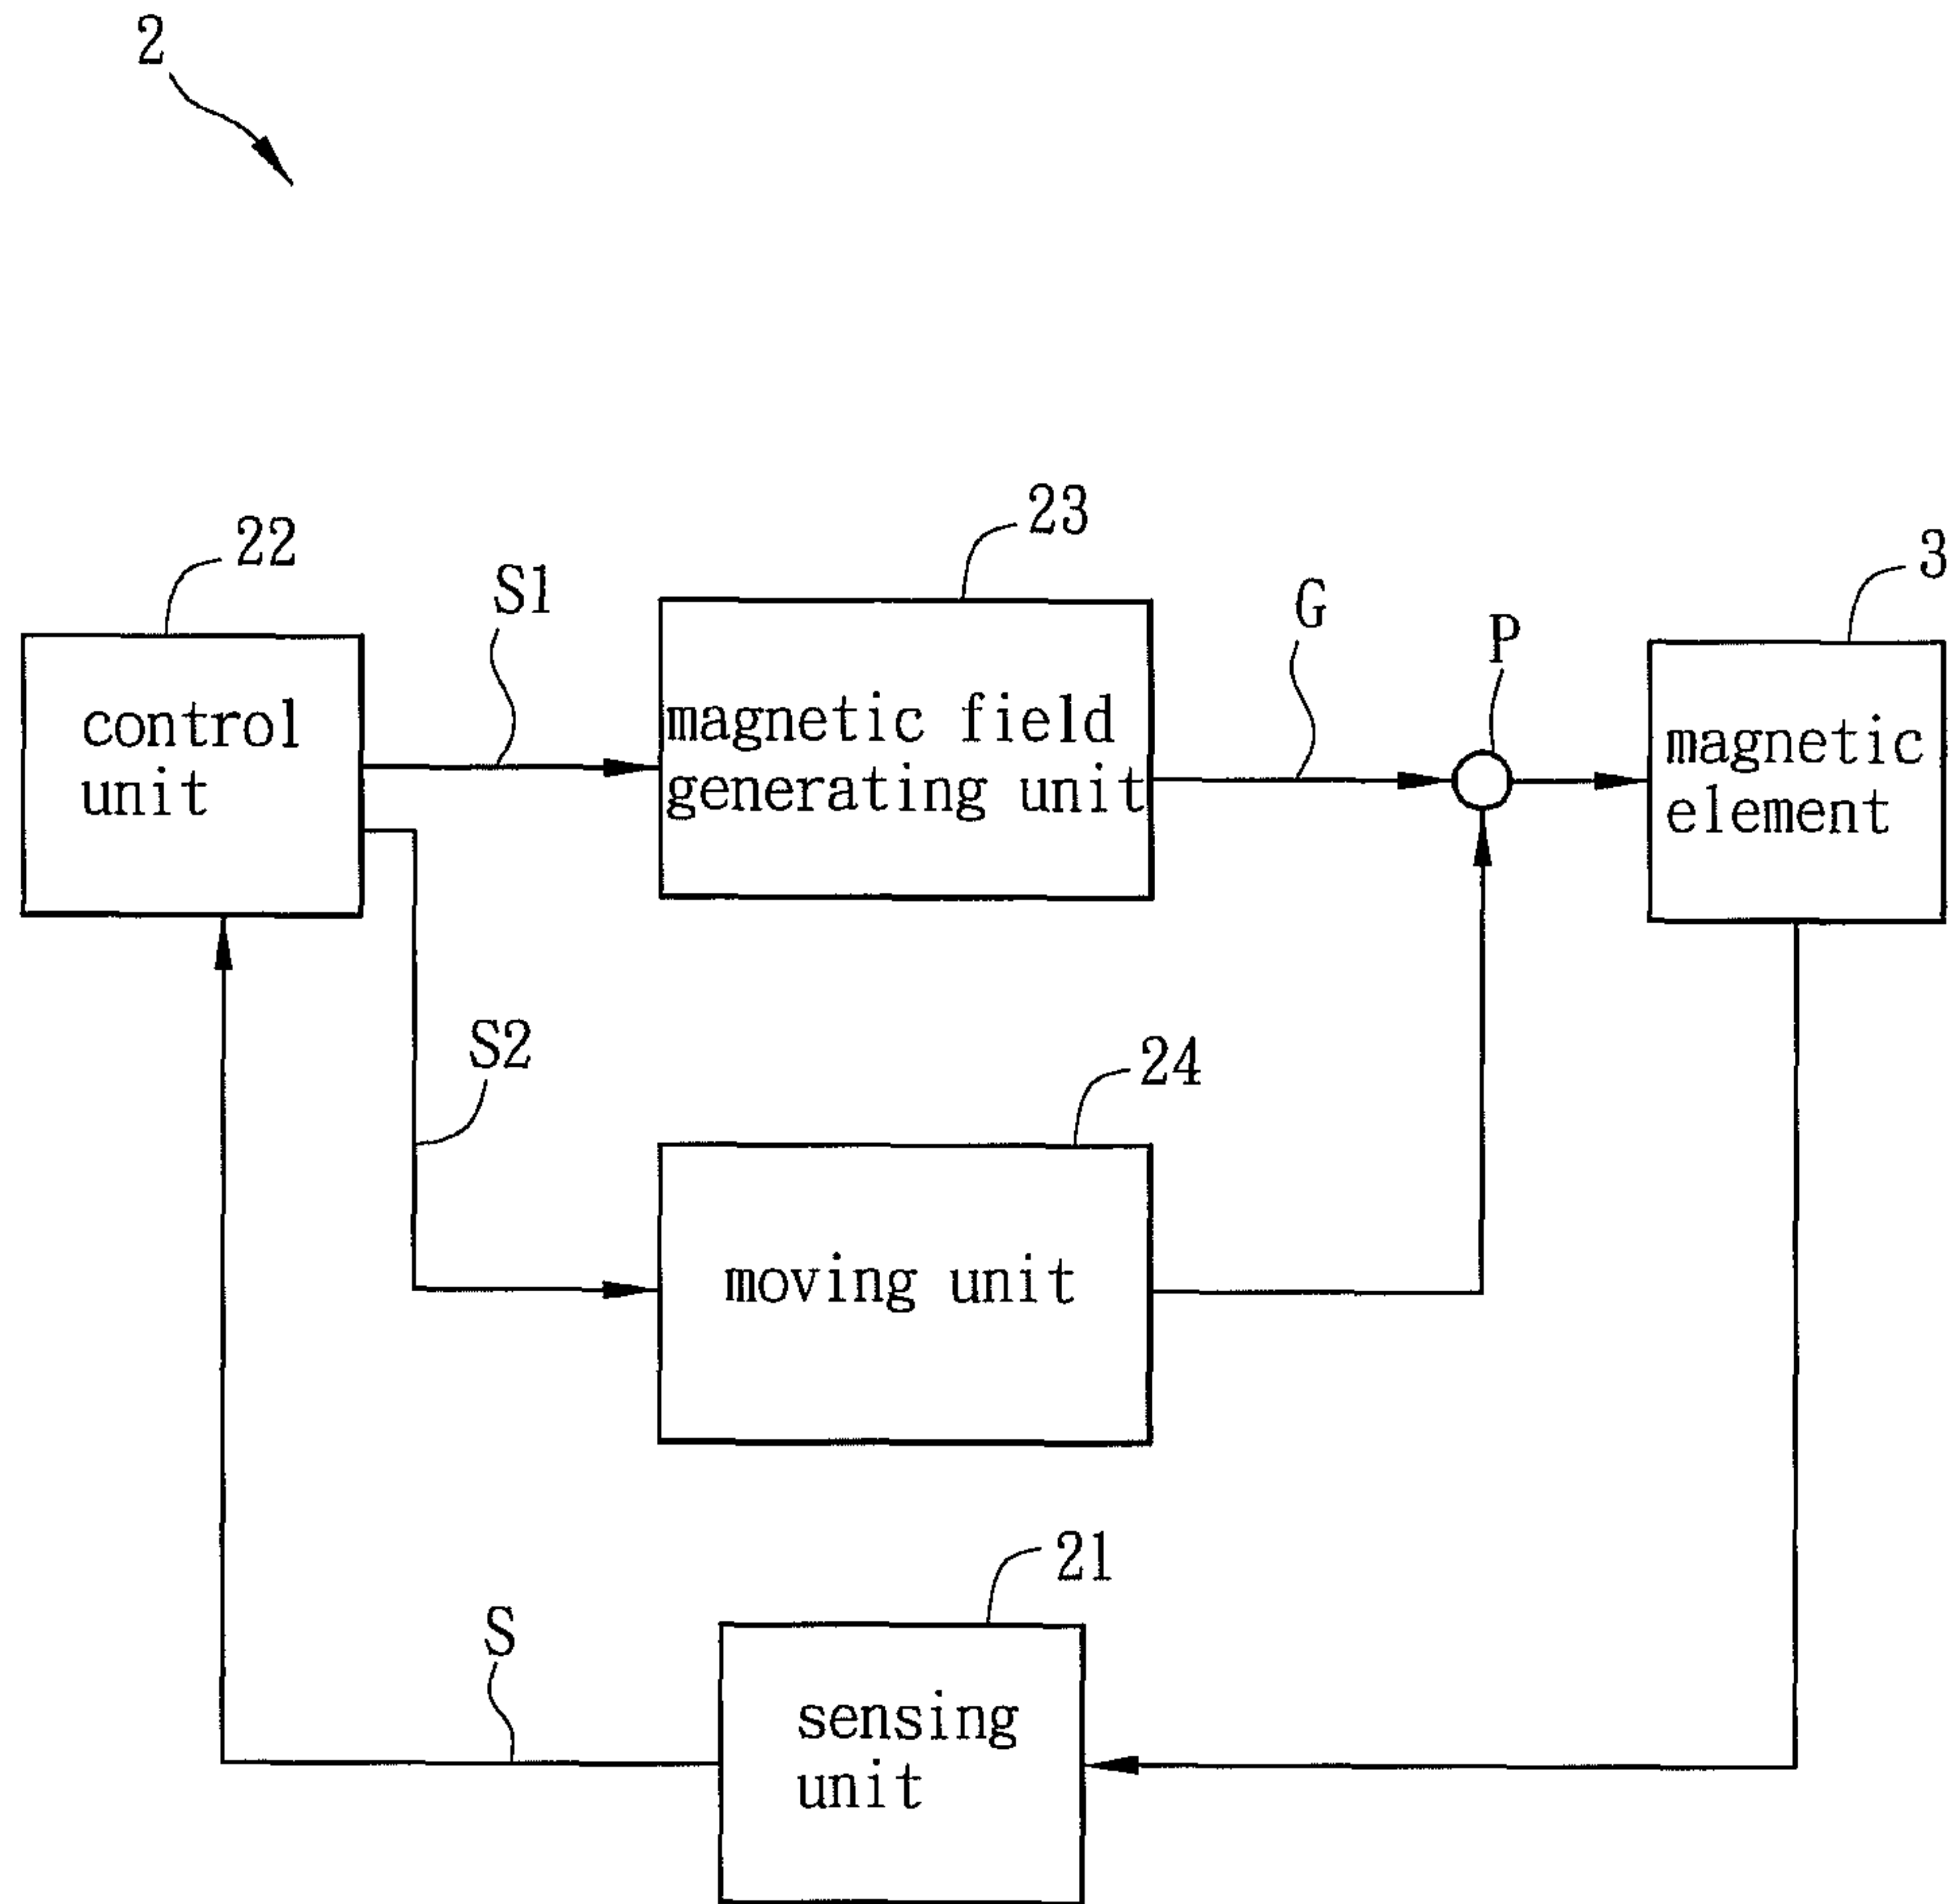 2
22
S1
23
G
P
3
control
unit
magnetic field
generating unit
magnetic
element
S2
24
moving unit
S
21
sensing
unit